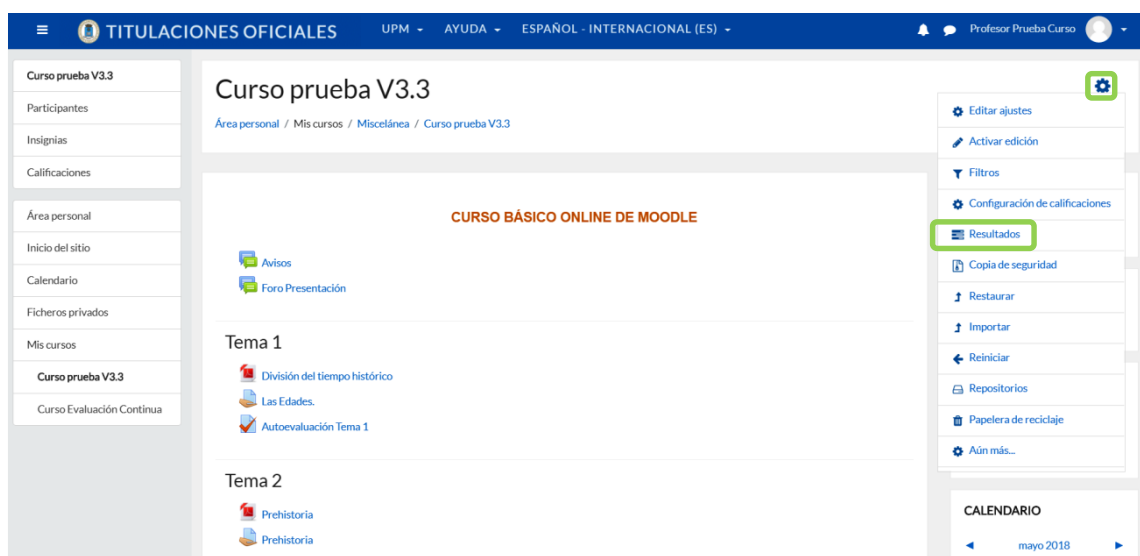 TITULACIONES OFICIALES UPM AYUDA ESPAÑOL - INTERNACIONAL (ES) Profesor Prueba Curso
Curso prueba V3.3
Participantes
Insignias
Calificaciones
Área personal
Inicio del sitio
Calendario
Ficheros privados
Mis cursos
Curso prueba V3.3
Curso Evaluación Continua
Curso prueba V3.3
Área personal / Mis cursos / Miscelánea / Curso prueba V3.3
CURSO BÁSICO ONLINE DE MOODLE
Avisos
Foro Presentación
Tema 1
División del tiempo histórico
Las Edades.
Autoevaluación Tema 1
Tema 2
Prehistoria
Prehistoria
Editar ajustes
Activar edición
Filtros
Configuración de calificaciones
Resultados
Copia de seguridad
Restaurar
Importar
Reiniciar
Repositorios
Papelera de reciclaje
Aún más...
CALENDARIO
◄ mayo 2018 ►